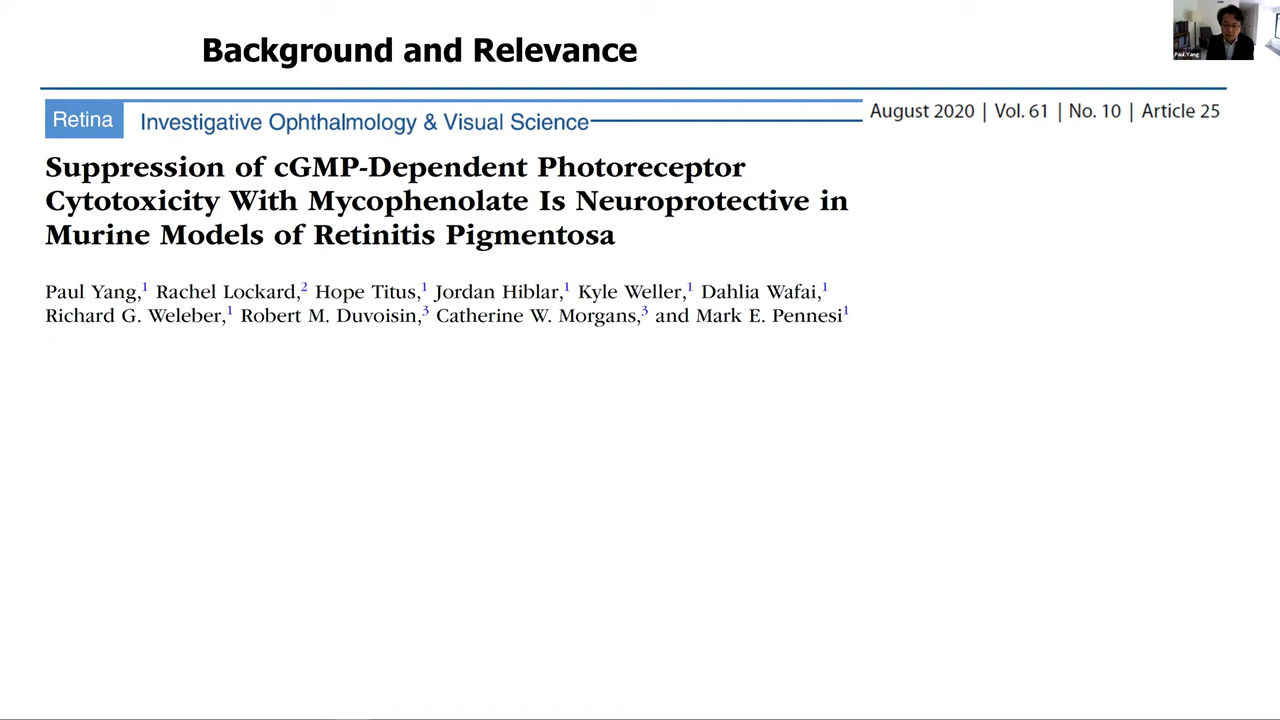 Background and Relevance
Paul Yang
Retina
Investigative Ophthalmology & Visual Science
August 2020 | Vol. 61 | No. 10 | Article 25
Suppression of cGMP-Dependent Photoreceptor
Cytotoxicity With Mycophenolate Is Neuroprotective in
Murine Models of Retinitis Pigmentosa
Paul Yang,1 Rachel Lockard,2 Hope Titus,1 Jordan Hiblar,1 Kyle Weller,1 Dahlia Wafai,1
Richard G. Weleber,1 Robert M. Duvoisin,3 Catherine W. Morgans,3 and Mark E. Pennesi1